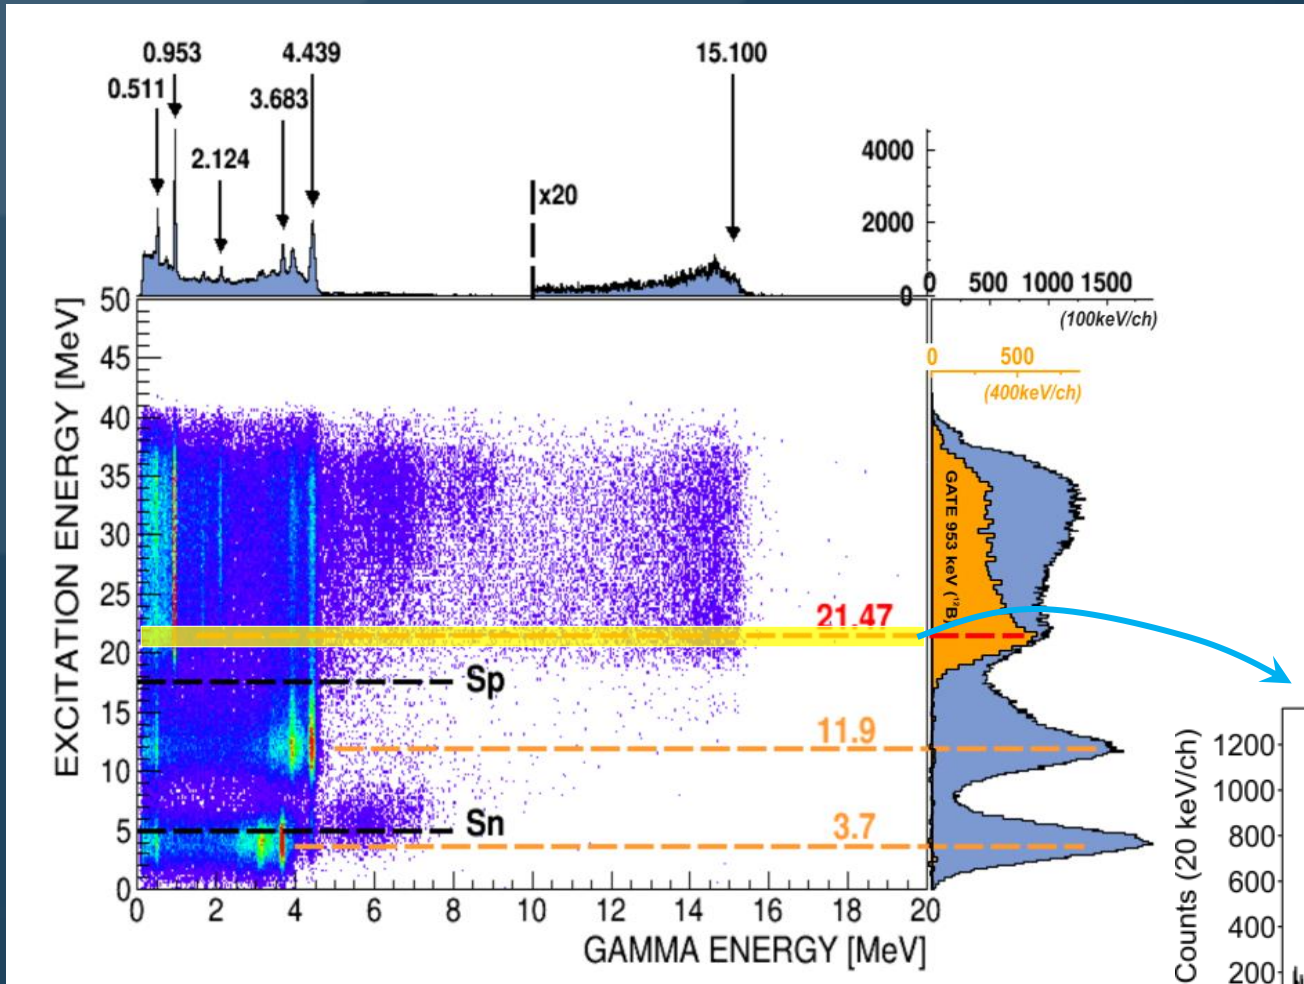 0.953
4.439
15.100
0.511
3.683
2.124
x20
4000
2000
0
0 500 1000 1500
(100keV/ch)
0 500
(400keV/ch)
EXCITATION ENERGY [MeV]
50
45
40
35
30
25
20
15
10
5
0
GATE 953 keV (¹²B)
21.47
Sp
11.9
Sn
3.7
0 2 4 6 8 10 12 14 16 18 20
GAMMA ENERGY [MeV]
Counts (20 keV/ch)
1200
1000
800
600
400
200